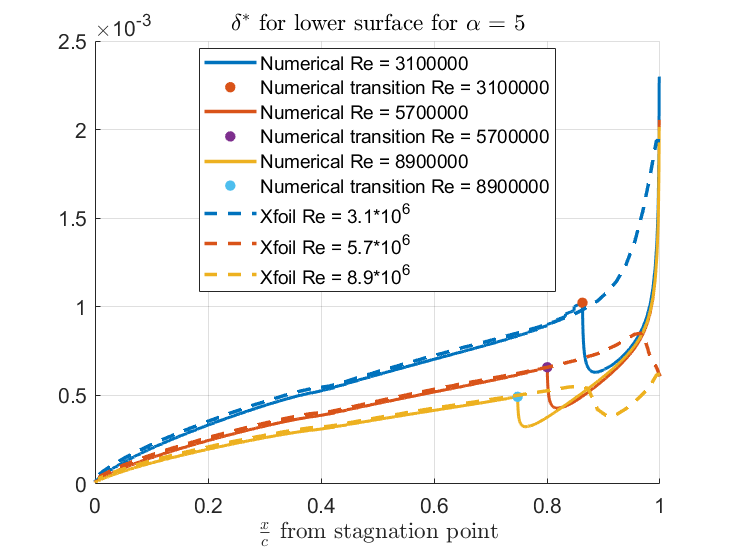 ×10⁻³
δ* for lower surface for α = 5
2.5
2
1.5
1
0.5
0
Numerical Re = 3100000
Numerical transition Re = 3100000
Numerical Re = 5700000
Numerical transition Re = 5700000
Numerical Re = 8900000
Numerical transition Re = 8900000
Xfoil Re = 3.1*10⁶
Xfoil Re = 5.7*10⁶
Xfoil Re = 8.9*10⁶
0 0.2 0.4 0.6 0.8 1
x/c from stagnation point